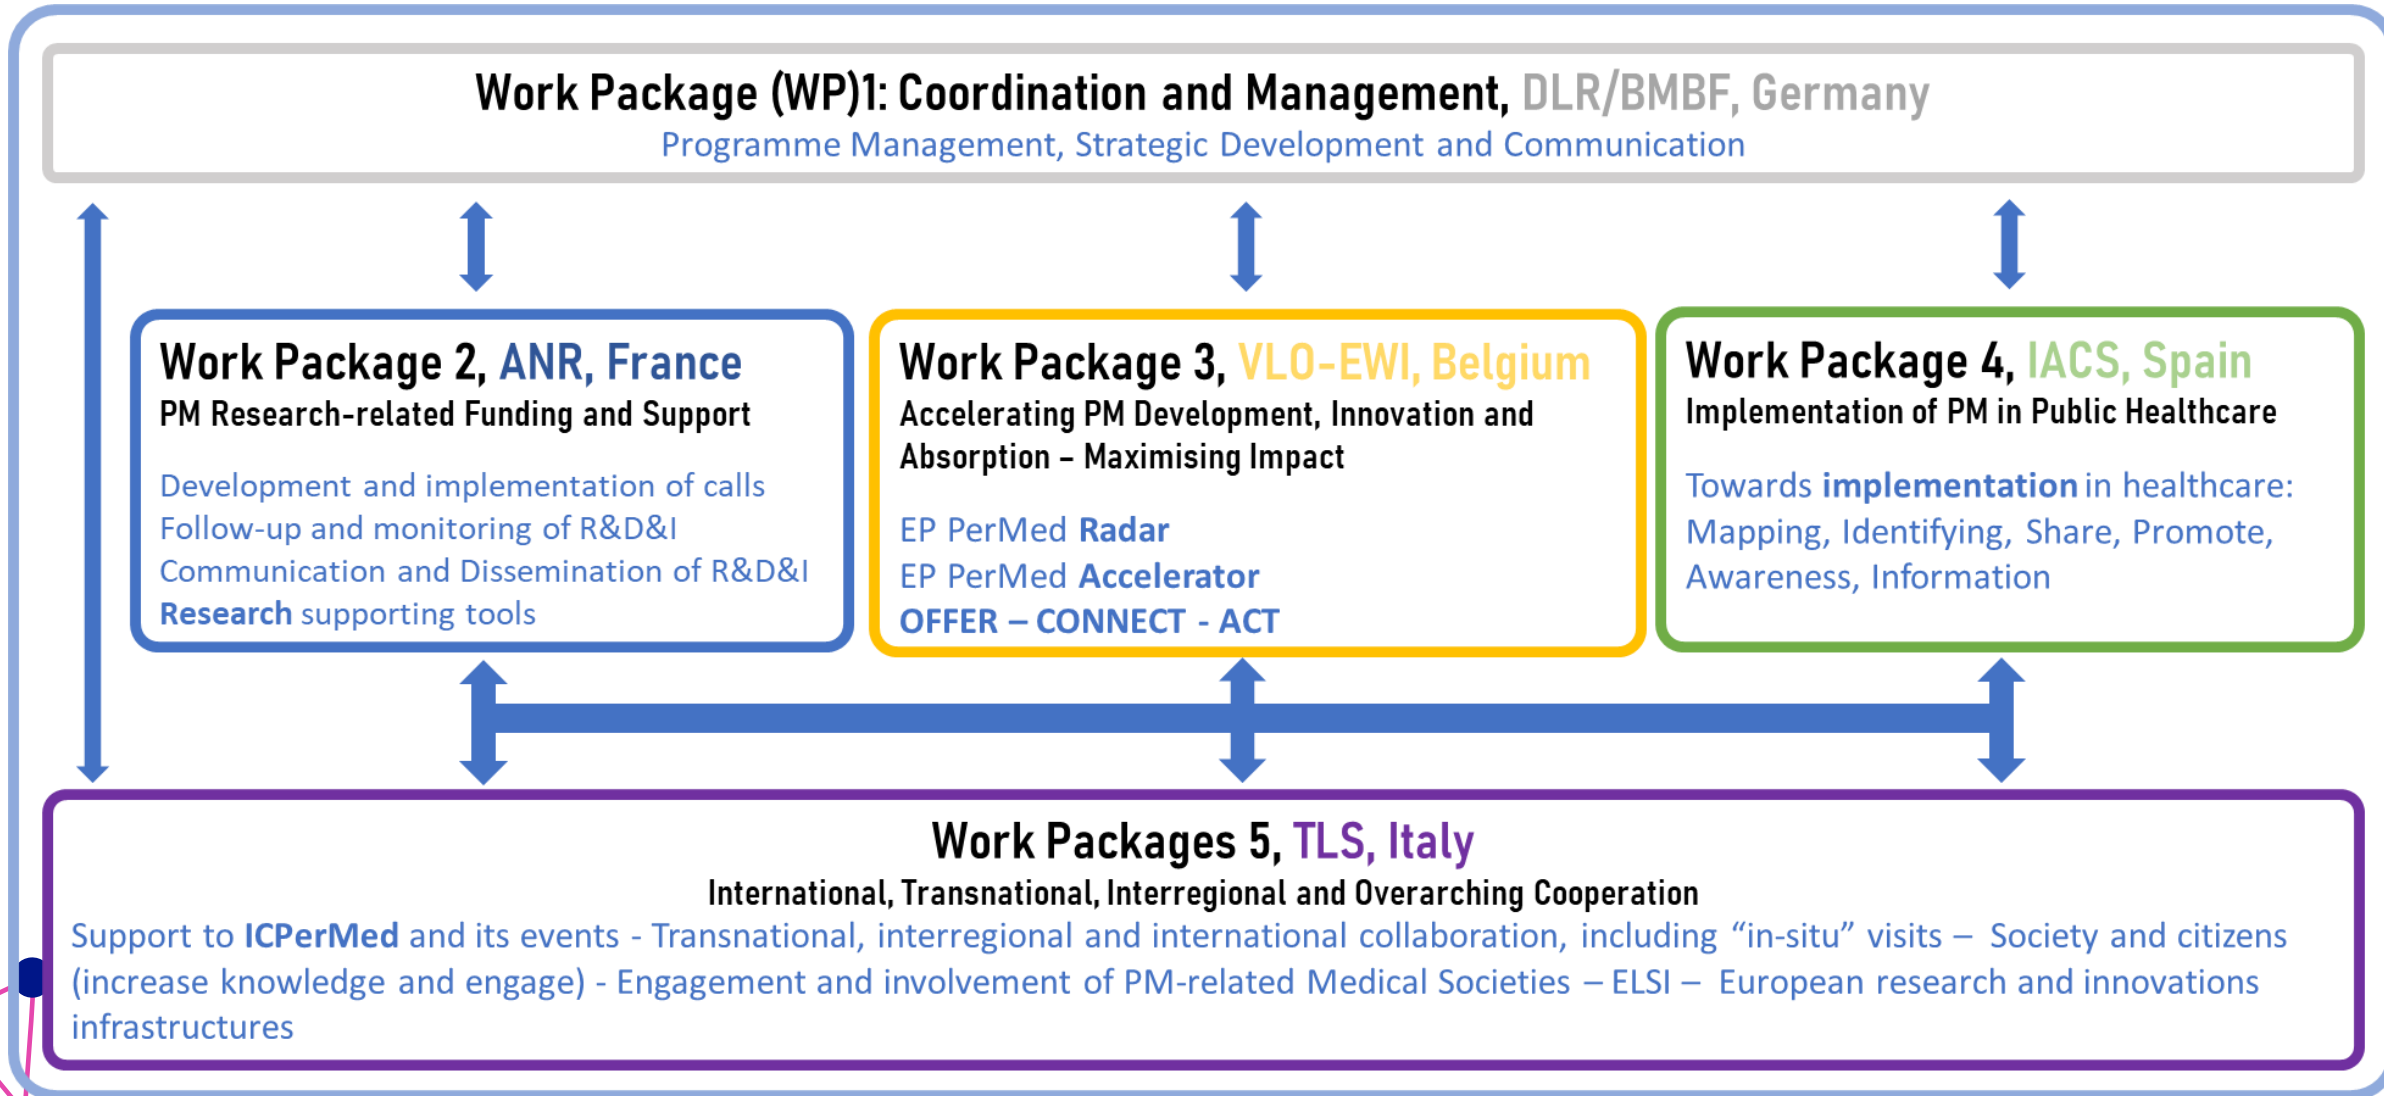 Work Package (WP)1: Coordination and Management, DLR/BMBF, Germany
Programme Management, Strategic Development and Communication
Work Package 2, ANR, France
PM Research-related Funding and Support
Development and implementation of calls
Follow-up and monitoring of R&D&I
Communication and Dissemination of R&D&I
Research supporting tools
Work Package 3, VLO-EWI, Belgium
Accelerating PM Development, Innovation and
Absorption – Maximising Impact
EP PerMed Radar
EP PerMed Accelerator
OFFER – CONNECT - ACT
Work Package 4, IACS, Spain
Implementation of PM in Public Healthcare
Towards implementation in healthcare:
Mapping, Identifying, Share, Promote,
Awareness, Information
Work Packages 5, TLS, Italy
International, Transnational, Interregional and Overarching Cooperation
Support to ICPerMed and its events - Transnational, interregional and international collaboration, including “in-situ” visits – Society and citizens
(increase knowledge and engage) - Engagement and involvement of PM-related Medical Societies – ELSI – European research and innovations
infrastructures